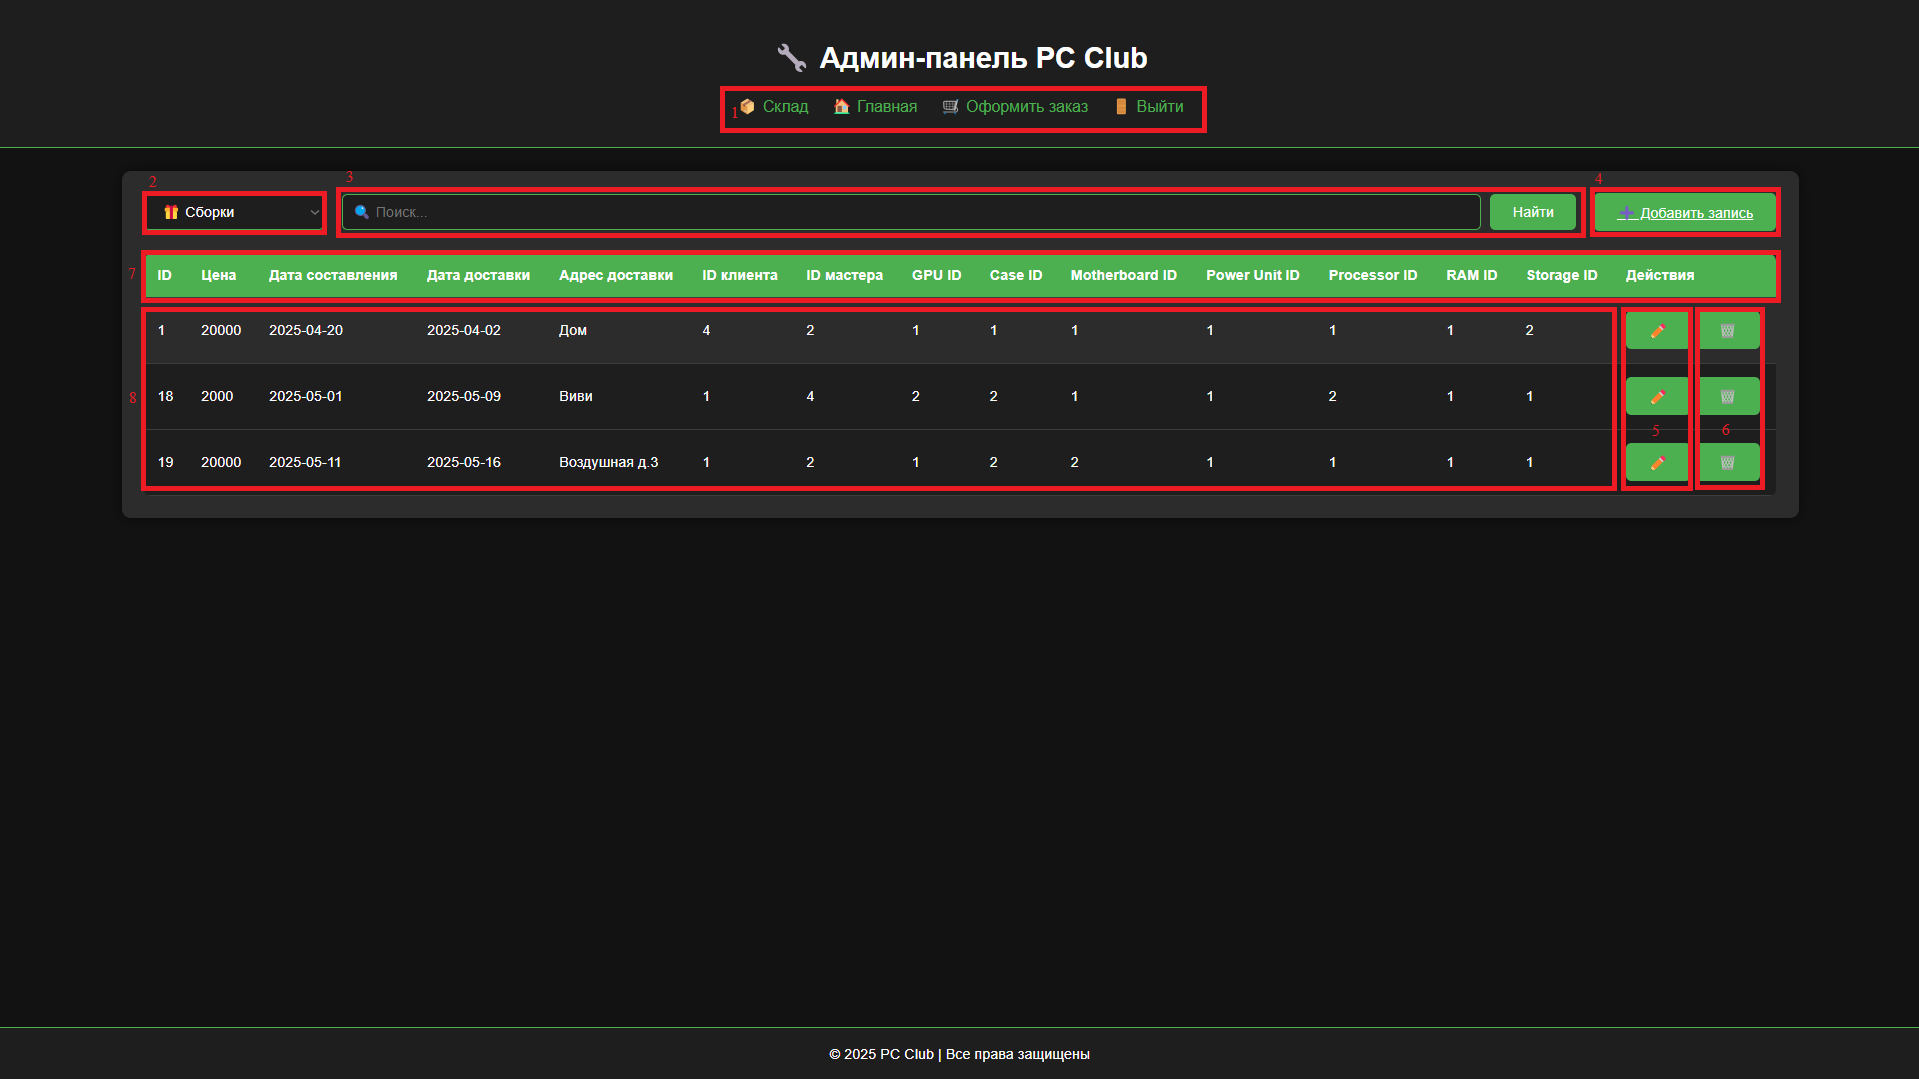 🔧 Админ-панель PC Club
1 📦 Склад 🏠 Главная 🛒 Оформить заказ 🚪 Выйти
2 3 4
🎁 Сборки 🔍 Поиск... Найти ➕ Добавить запись
7 ID Цена Дата составления Дата доставки Адрес доставки ID клиента ID мастера GPU ID Case ID Motherboard ID Power Unit ID Processor ID RAM ID Storage ID Действия
1 20000 2025-04-20 2025-04-02 Дом 4 2 1 1 1 1 1 1 2 ✏️ 🗑️
8 18 2000 2025-05-01 2025-05-09 Виви 1 4 2 2 1 1 2 1 1 ✏️ 🗑️
5 6
19 20000 2025-05-11 2025-05-16 Воздушная д.3 1 2 1 2 2 1 1 1 1 ✏️ 🗑️
© 2025 PC Club | Все права защищены